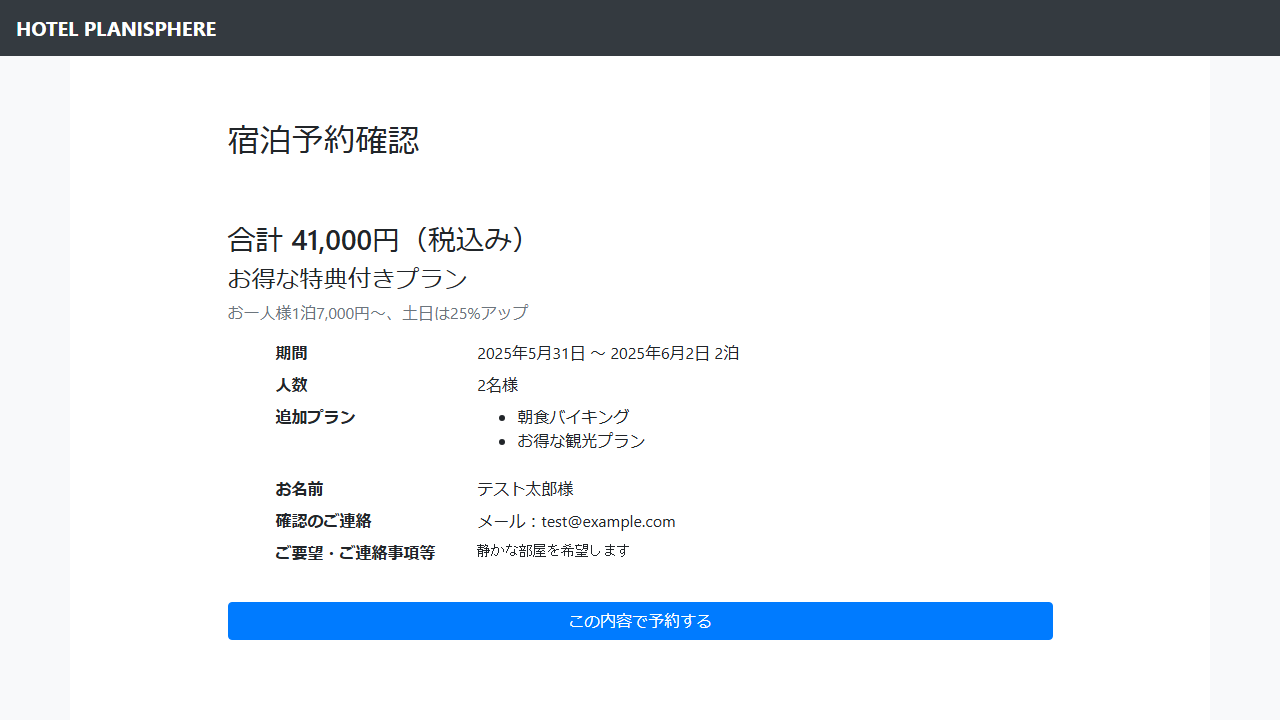 HOTEL PLANISPHERE
宿泊予約確認
合計 41,000円（税込み）
お得な特典付きプラン
お一人様1泊7,000円〜、土日は25%アップ
期間 2025年5月31日 〜 2025年6月2日 2泊
人数 2名様
追加プラン • 朝食バイキング
• お得な観光プラン
お名前 テスト太郎様
確認のご連絡 メール：test@example.com
ご要望・ご連絡事項等 静かな部屋を希望します
この内容で予約する